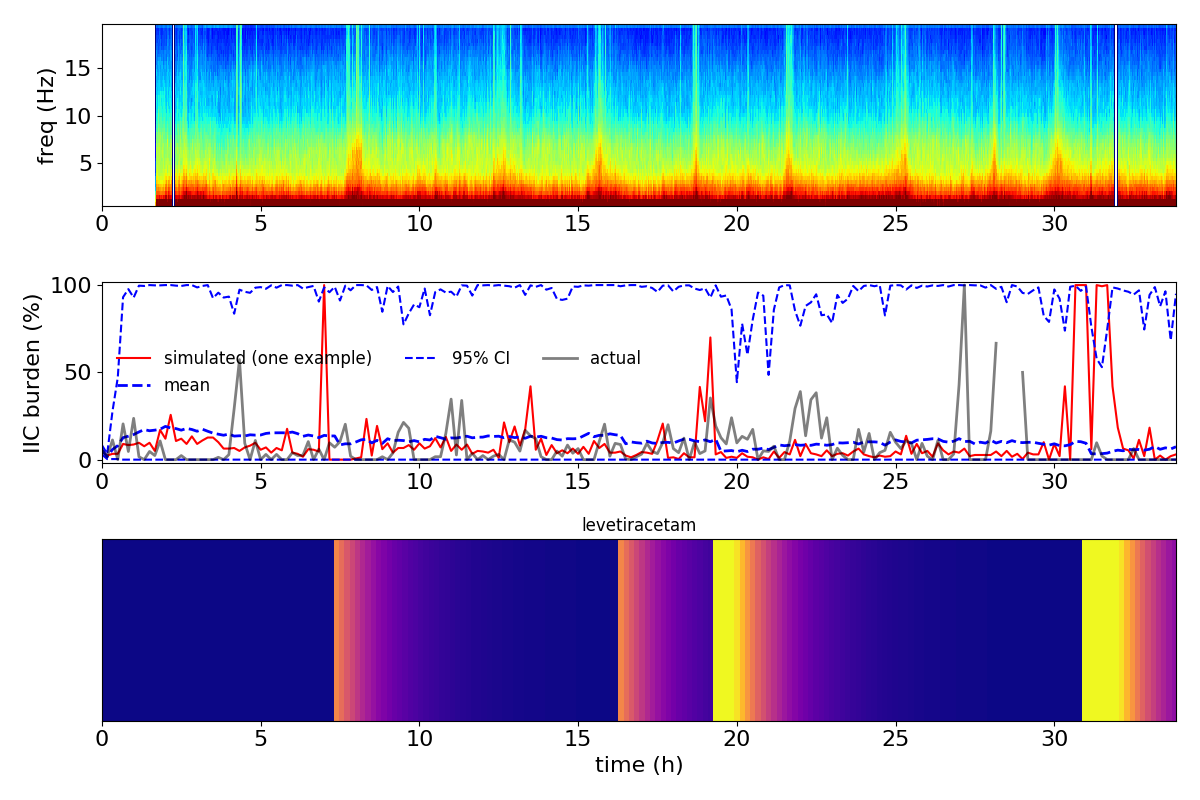 15
10
5
freq (Hz)
0 5 10 15 20 25 30
100
50
0
IIC burden (%)
simulated (one example) 95% CI actual
mean
0 5 10 15 20 25 30
levetiracetam
0 5 10 15 20 25 30
time (h)